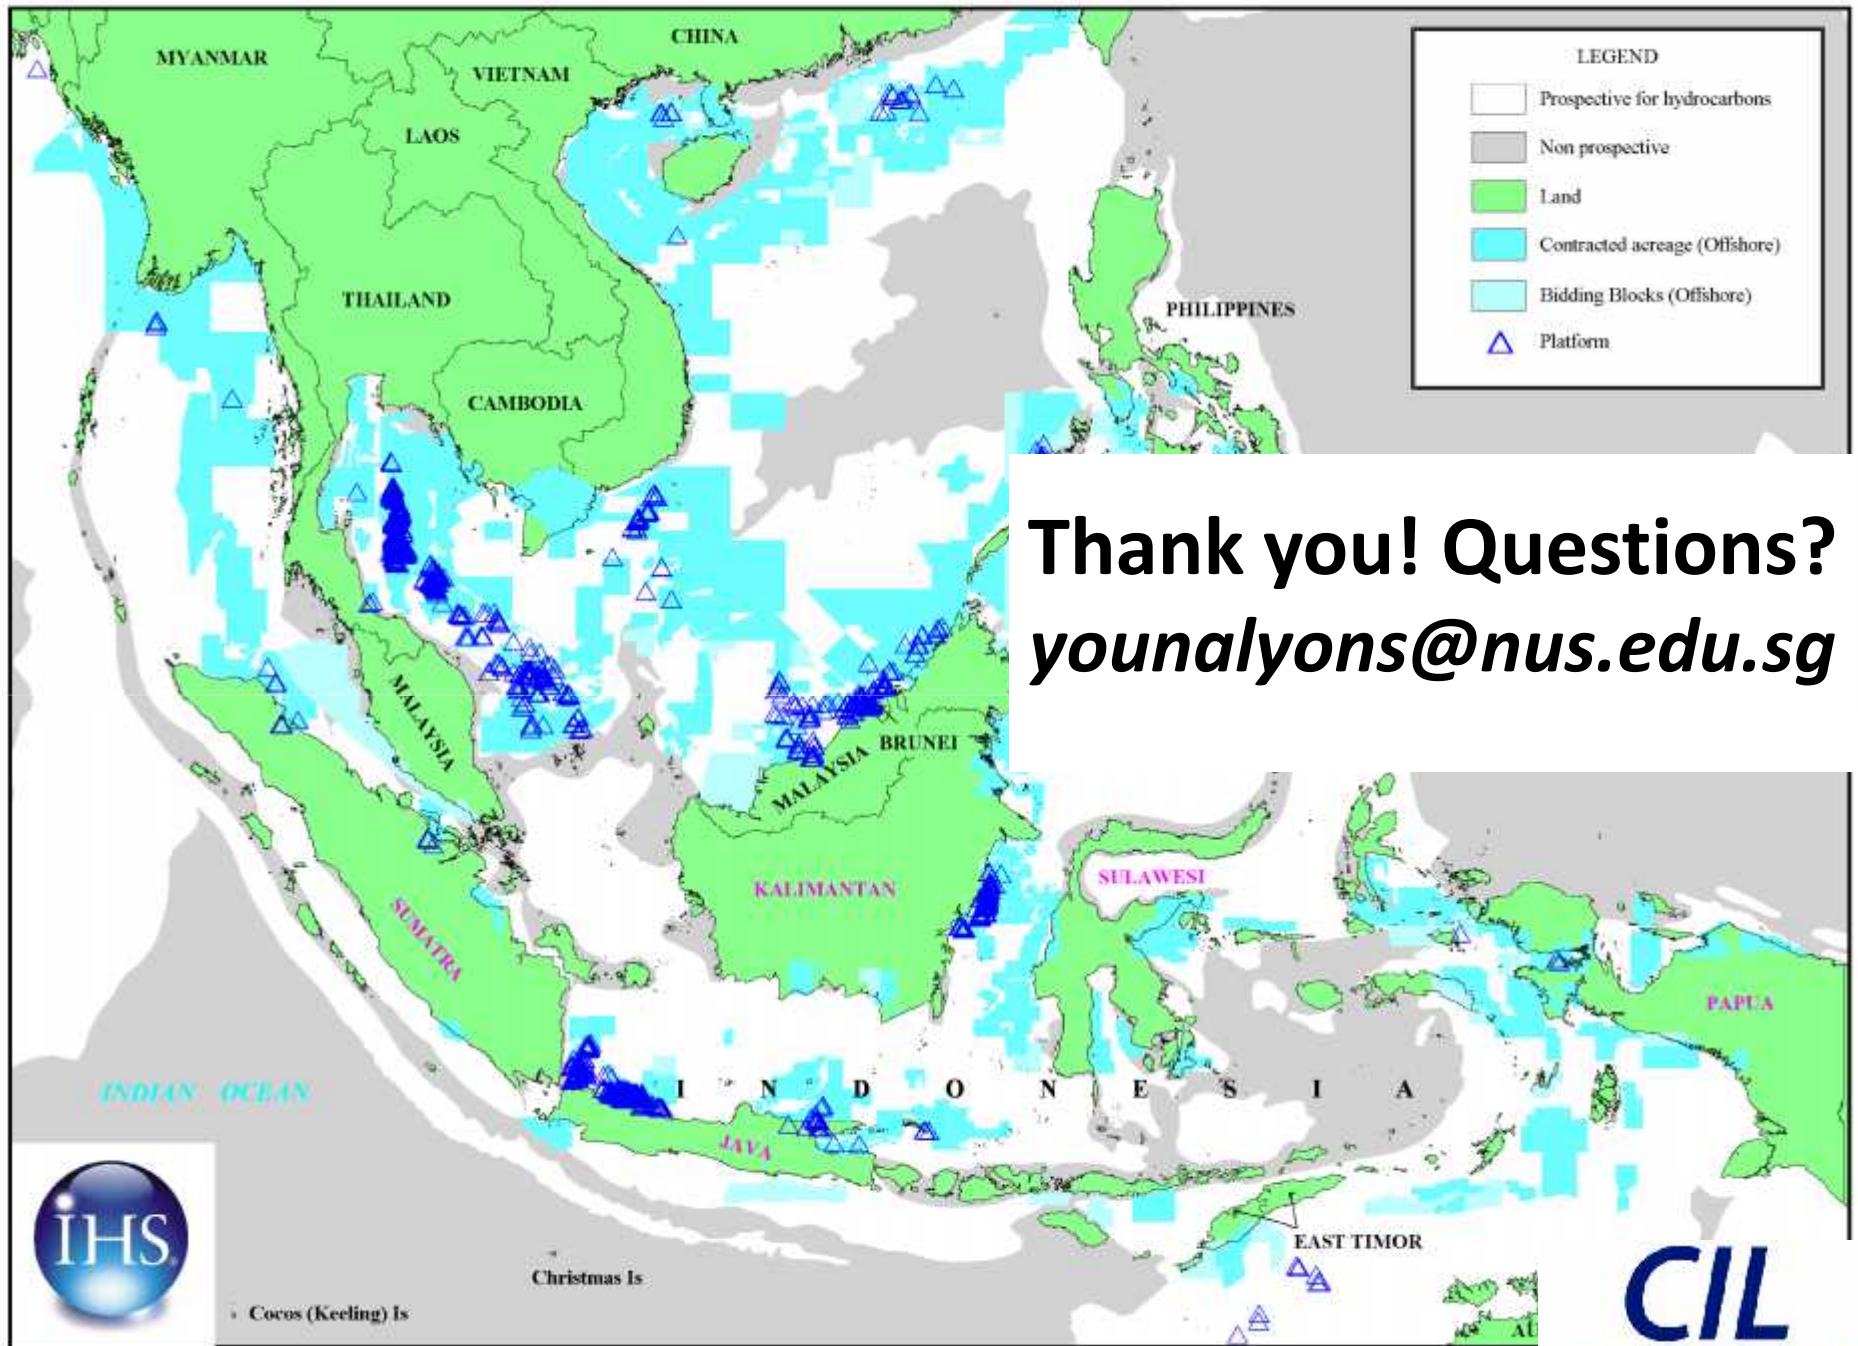 CHINA
MYANMAR
VIETNAM
LAOS
THAILAND
CAMBODIA
PHILIPPINES
LEGEND
Prospective for hydrocarbons
Non prospective
Land
Contracted acreage (Offshore)
Bidding Blocks (Offshore)
Platform
Thank you! Questions?
younalyons@nus.edu.sg
MALAYSIA
BRUNEI
MALAYSIA
KALIMANTAN
SULAWESI
SUMATRA
PAPUA
INDIAN OCEAN
I N D O N E S I A
JAVA
EAST TIMOR
Christmas Is
Cocos (Keeling) Is
IHS
CIL